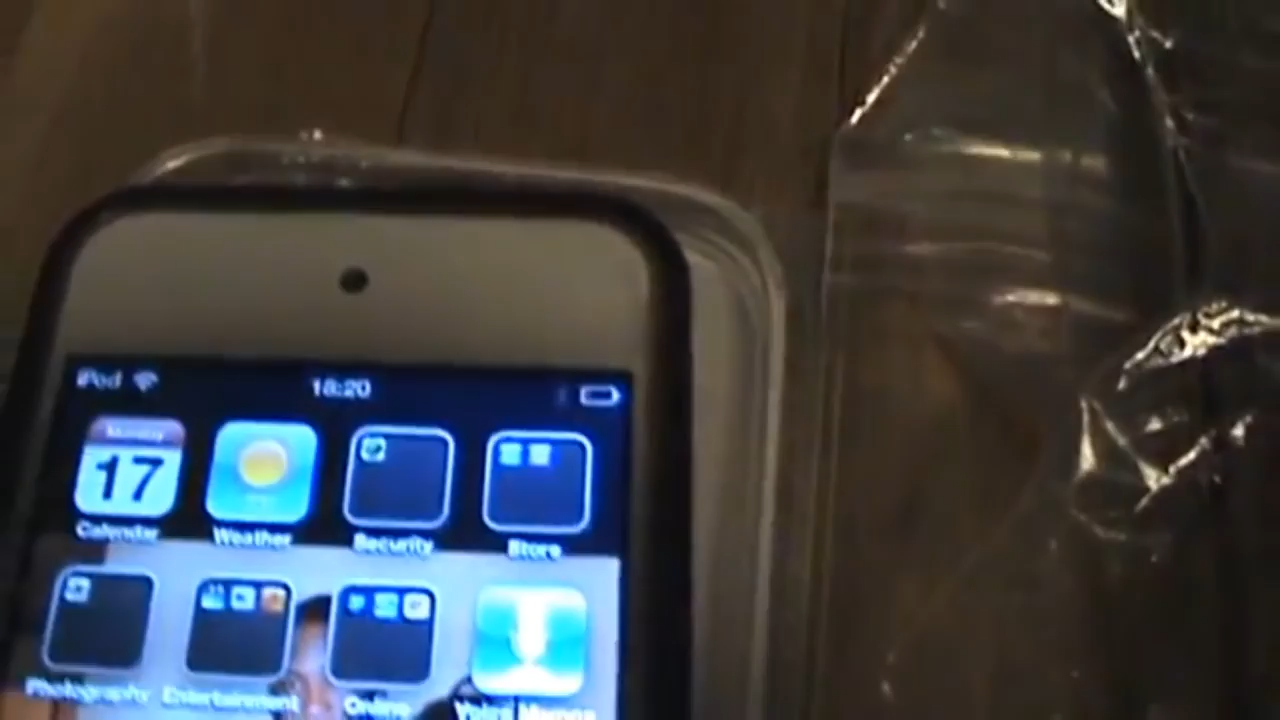 iPod 18:20
Monday
17
Calendar Weather Security Store
Photography Entertainment Online Voice Memos